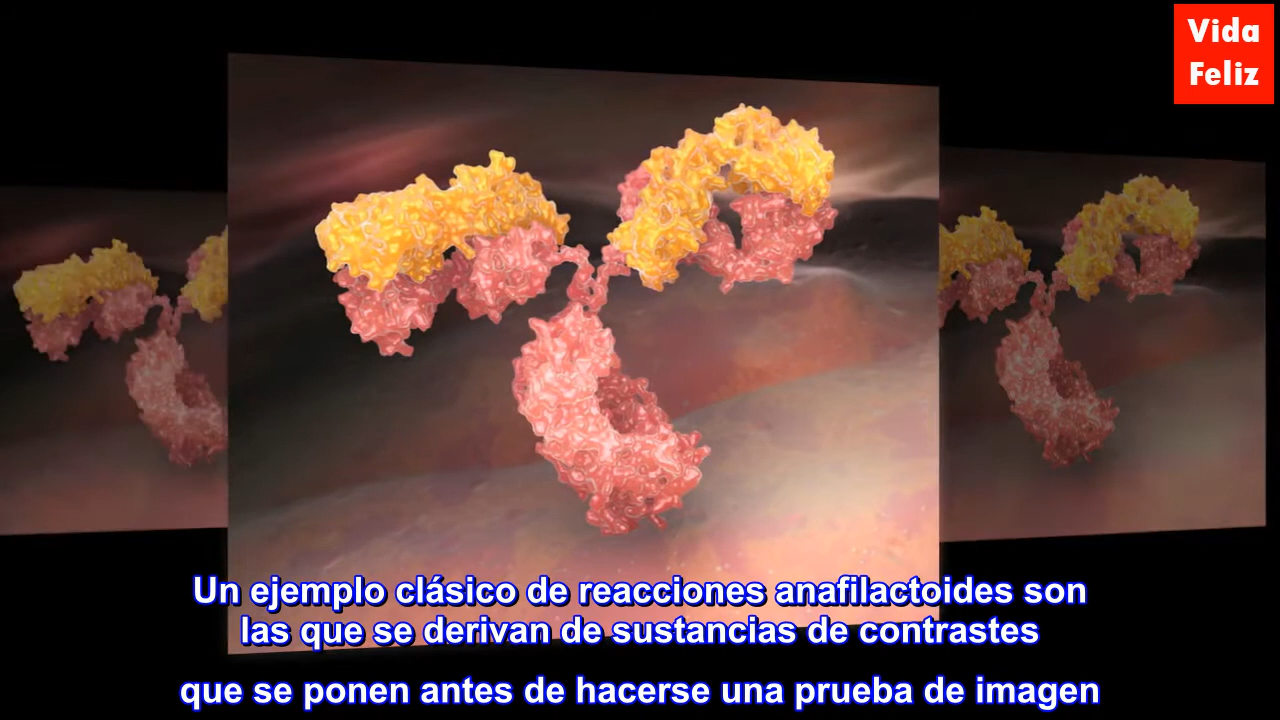 Vida
Feliz
Un ejemplo clásico de reacciones anafilactoides son
las que se derivan de sustancias de contrastes
que se ponen antes de hacerse una prueba de imagen